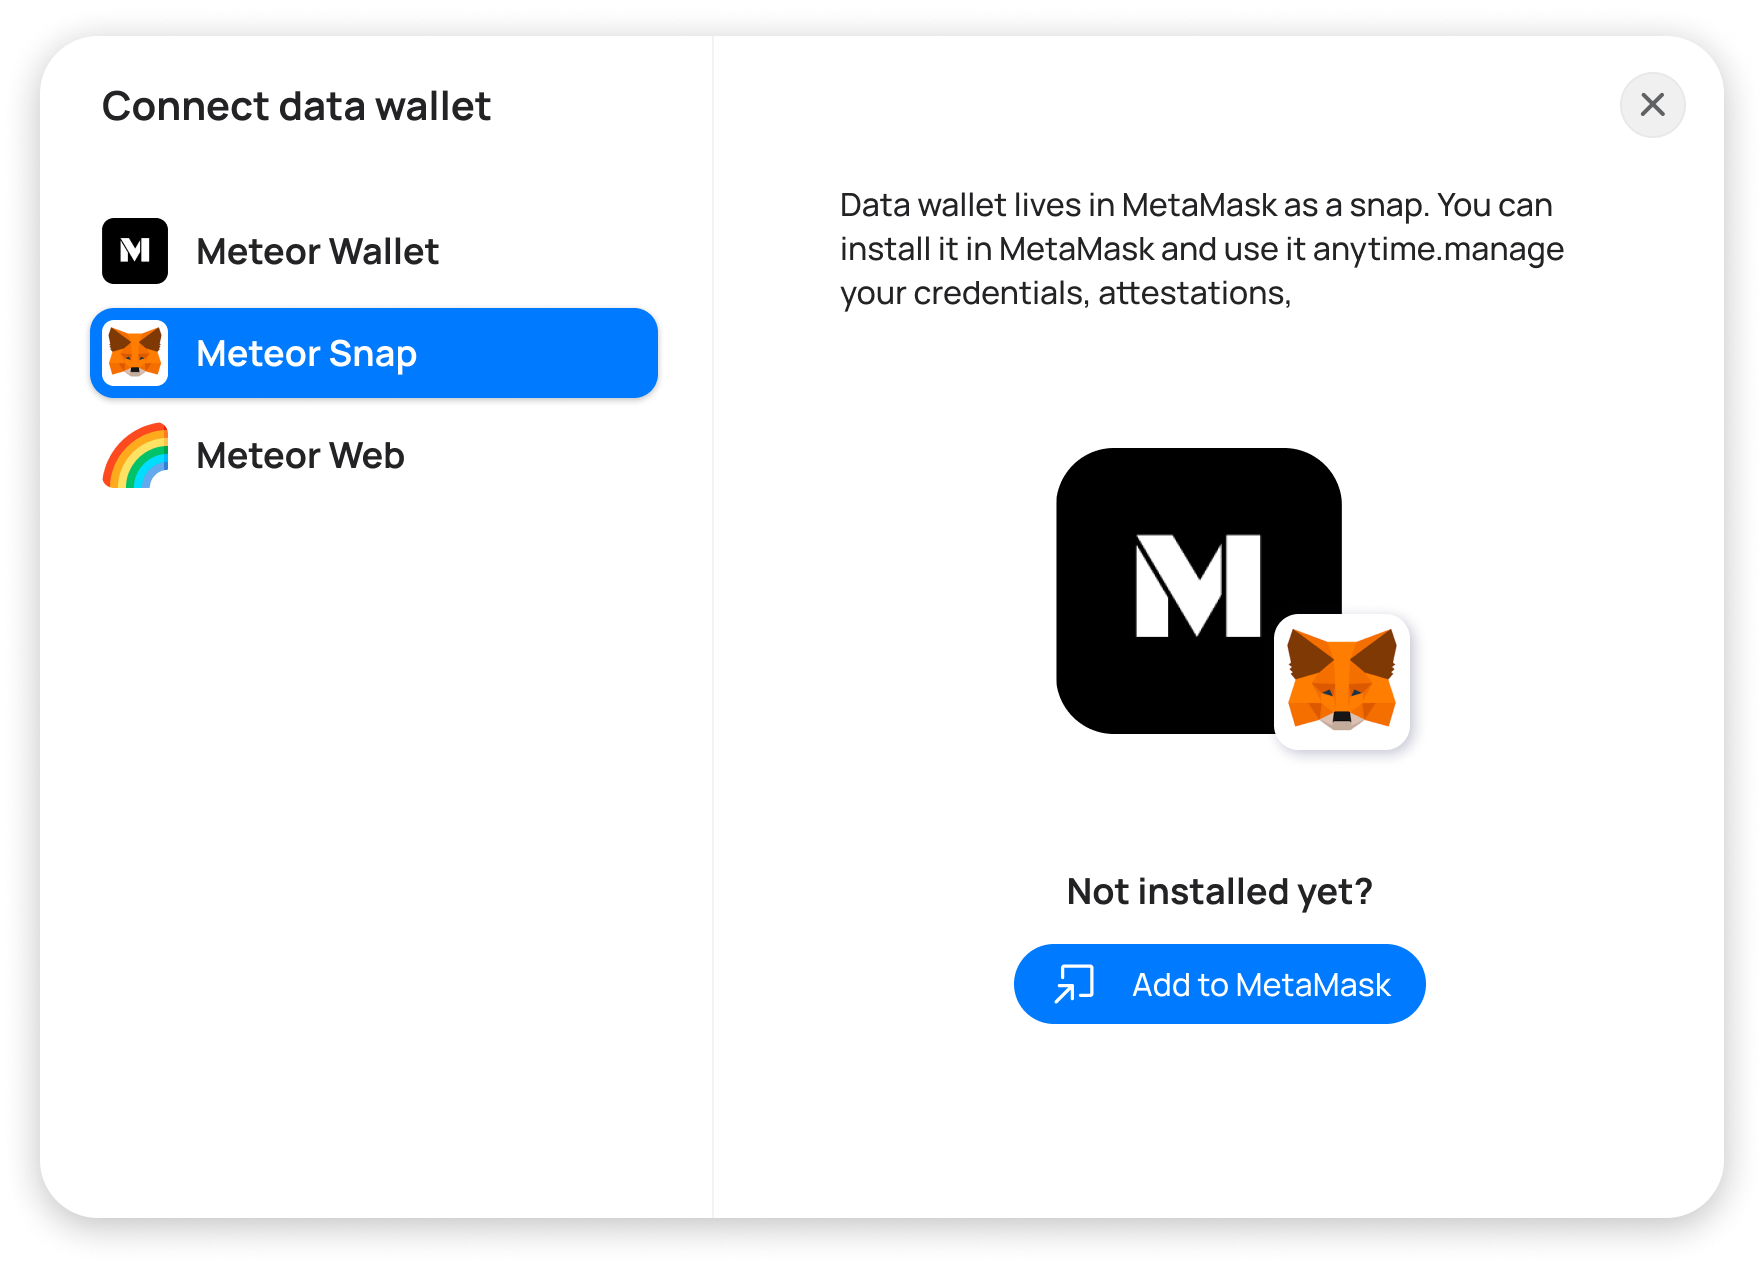 Connect data wallet
Meteor Wallet
Meteor Snap
Meteor Web
Data wallet lives in MetaMask as a snap. You can
install it in MetaMask and use it anytime.manage
your credentials, attestations,
Not installed yet?
Add to MetaMask